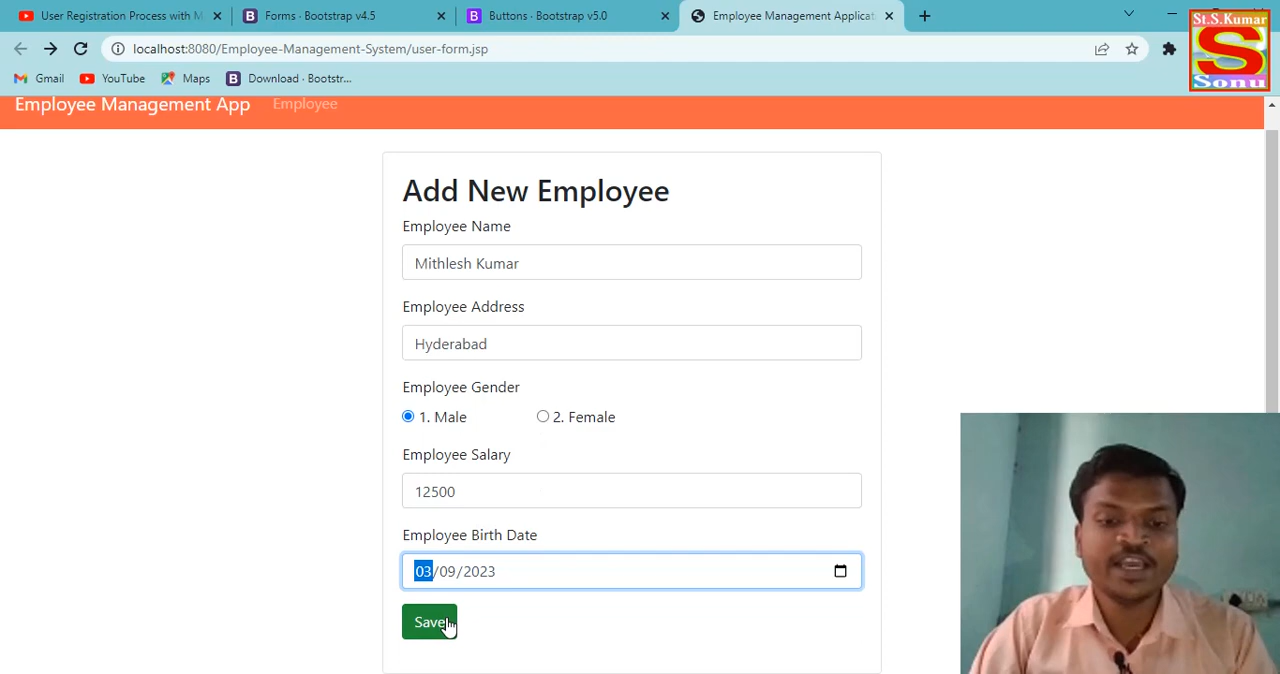 User Registration Process with M
Forms · Bootstrap v4.5
Buttons · Bootstrap v5.0
Employee Management Applicat
localhost:8080/Employee-Management-System/user-form.jsp
Gmail
YouTube
Maps
Download · Bootstr...
St.S.Kumar
S
Sonu
Employee Management App
Employee
Add New Employee
Employee Name
Mithlesh Kumar
Employee Address
Hyderabad
Employee Gender
1. Male
2. Female
Employee Salary
12500
Employee Birth Date
03/09/2023
Save